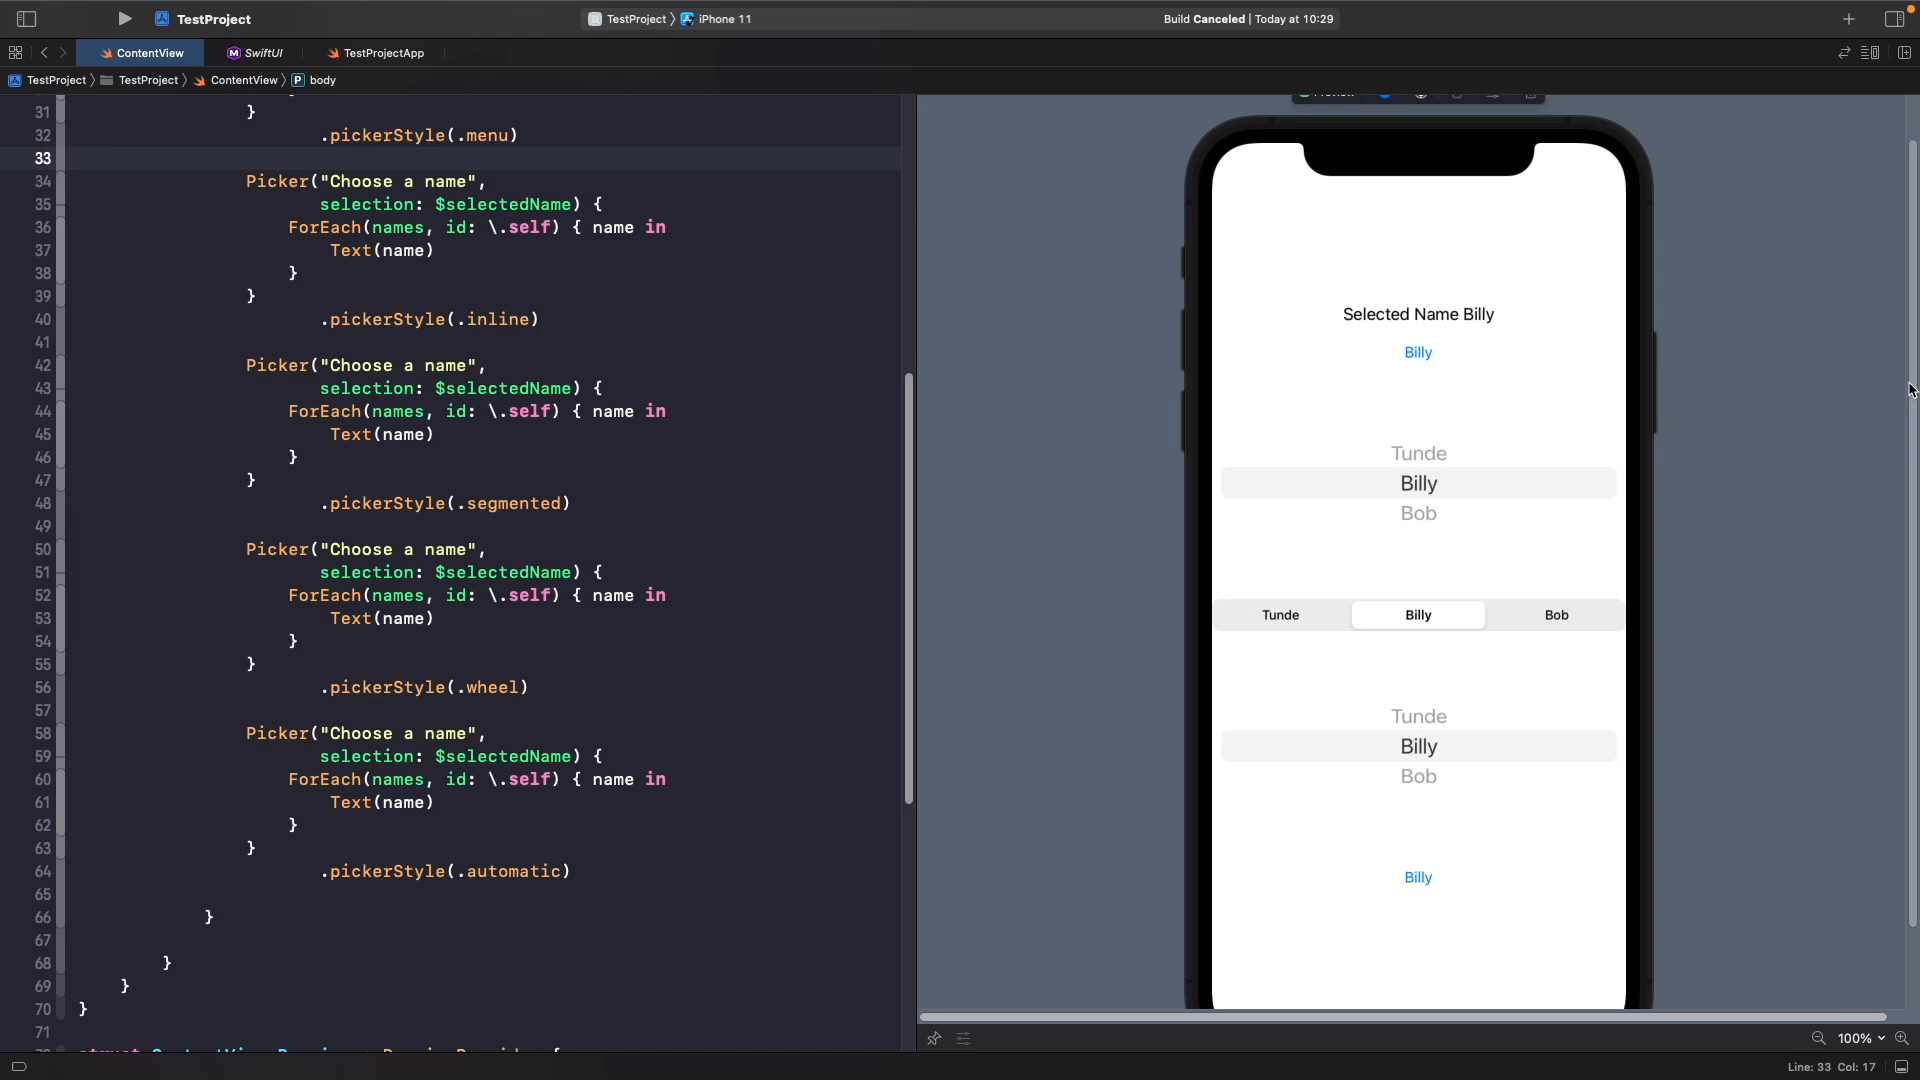 TestProject
TestProject 〉 iPhone 11
Build Canceled | Today at 10:29
ContentView
SwiftUI
TestProjectApp
TestProject 〉 TestProject 〉 ContentView 〉 P body
31 }
32 .pickerStyle(.menu)
33
34 Picker("Choose a name",
35 selection: $selectedName) {
36 ForEach(names, id: \.self) { name in
37 Text(name)
38 }
39 }
40 .pickerStyle(.inline)
41
42 Picker("Choose a name",
43 selection: $selectedName) {
44 ForEach(names, id: \.self) { name in
45 Text(name)
46 }
47 }
48 .pickerStyle(.segmented)
49
50 Picker("Choose a name",
51 selection: $selectedName) {
52 ForEach(names, id: \.self) { name in
53 Text(name)
54 }
55 }
56 .pickerStyle(.wheel)
57
58 Picker("Choose a name",
59 selection: $selectedName) {
60 ForEach(names, id: \.self) { name in
61 Text(name)
62 }
63 }
64 .pickerStyle(.automatic)
65
66 }
67
68 }
69 }
70 }
71
Selected Name Billy
Billy
Tunde
Billy
Bob
Tunde Billy Bob
Tunde
Billy
Bob
Billy
100%
Line: 33 Col: 17